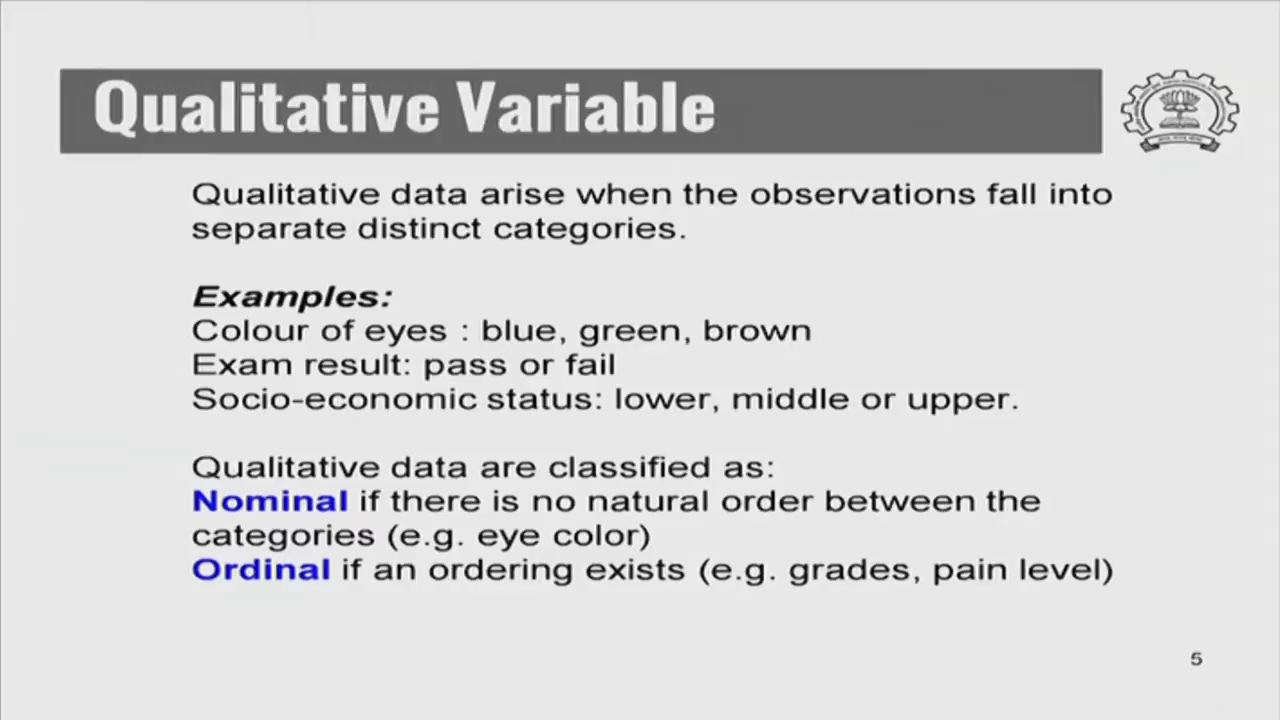 Qualitative Variable
Qualitative data arise when the observations fall into
separate distinct categories.
Examples:
Colour of eyes : blue, green, brown
Exam result: pass or fail
Socio-economic status: lower, middle or upper.
Qualitative data are classified as:
Nominal if there is no natural order between the
categories (e.g. eye color)
Ordinal if an ordering exists (e.g. grades, pain level)
5